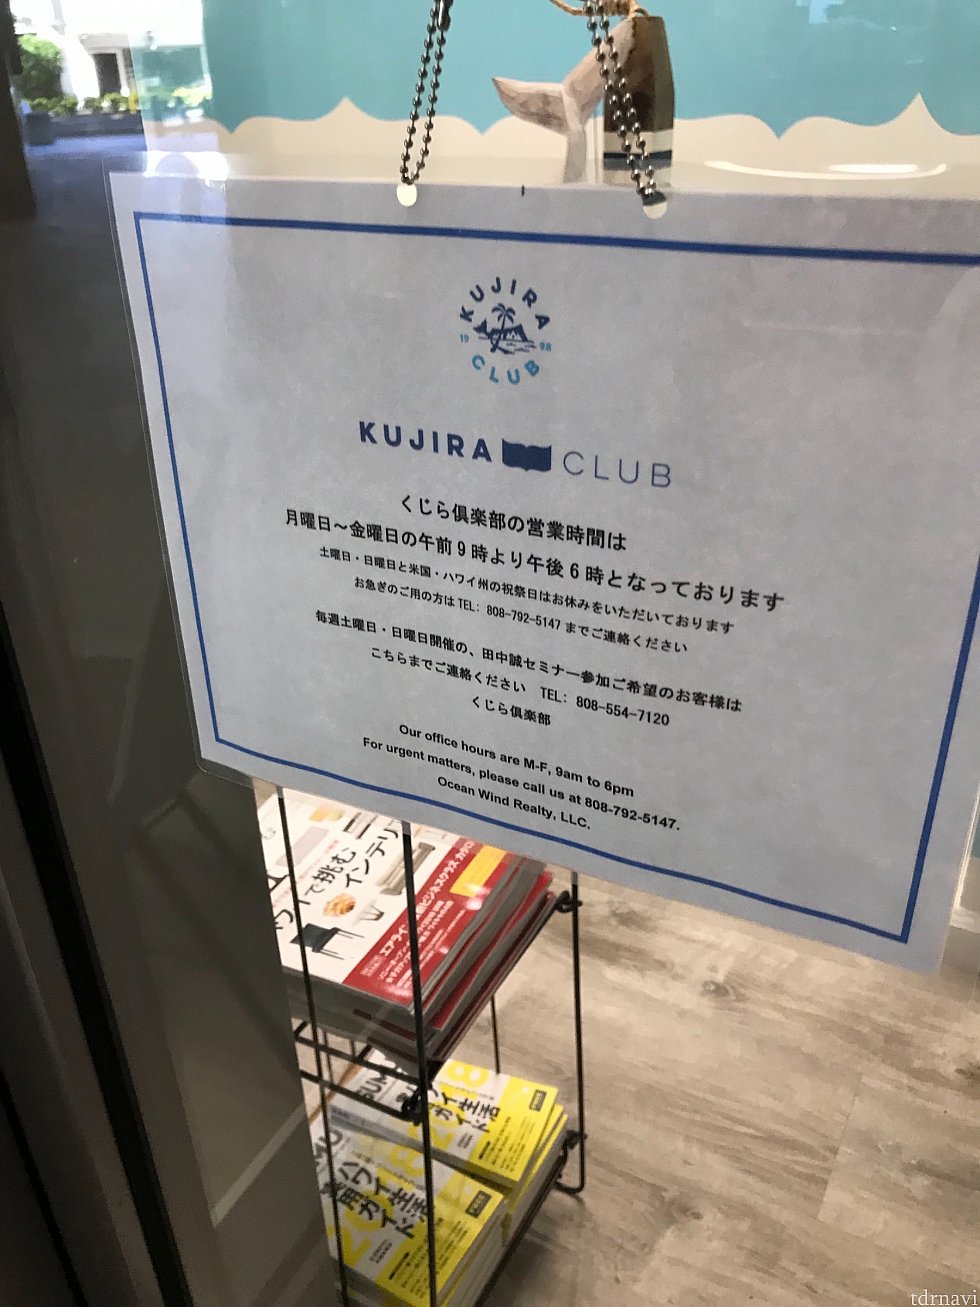 KUJIRA
19 98
CLUB
KUJIRA CLUB
くじら倶楽部の営業時間は
月曜日～金曜日の午前9時より午後6時となっております
土曜日・日曜日と米国・ハワイ州の祝祭日はお休みをいただいております
お急ぎのご用の方は TEL: 808-792-5147 までご連絡ください
毎週土曜日・日曜日開催の、田中誠セミナー参加ご希望のお客様は
こちらまでご連絡ください TEL: 808-554-7120
くじら倶楽部
Our office hours are M-F, 9am to 6pm
For urgent matters, please call us at 808-792-5147.
Ocean Wind Realty, LLC.
で挑む
インテリ
ハワイ生活
tdrnavi